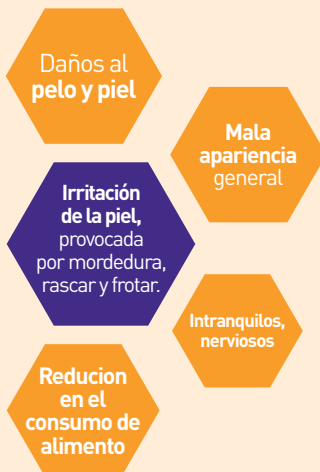 Daños al
pelo y piel
Mala
apariencia
general
Irritación
de la piel,
provocada
por mordedura,
rascar y frotar.
Intranquilos,
nerviosos
Reducion
en el
consumo de
alimento